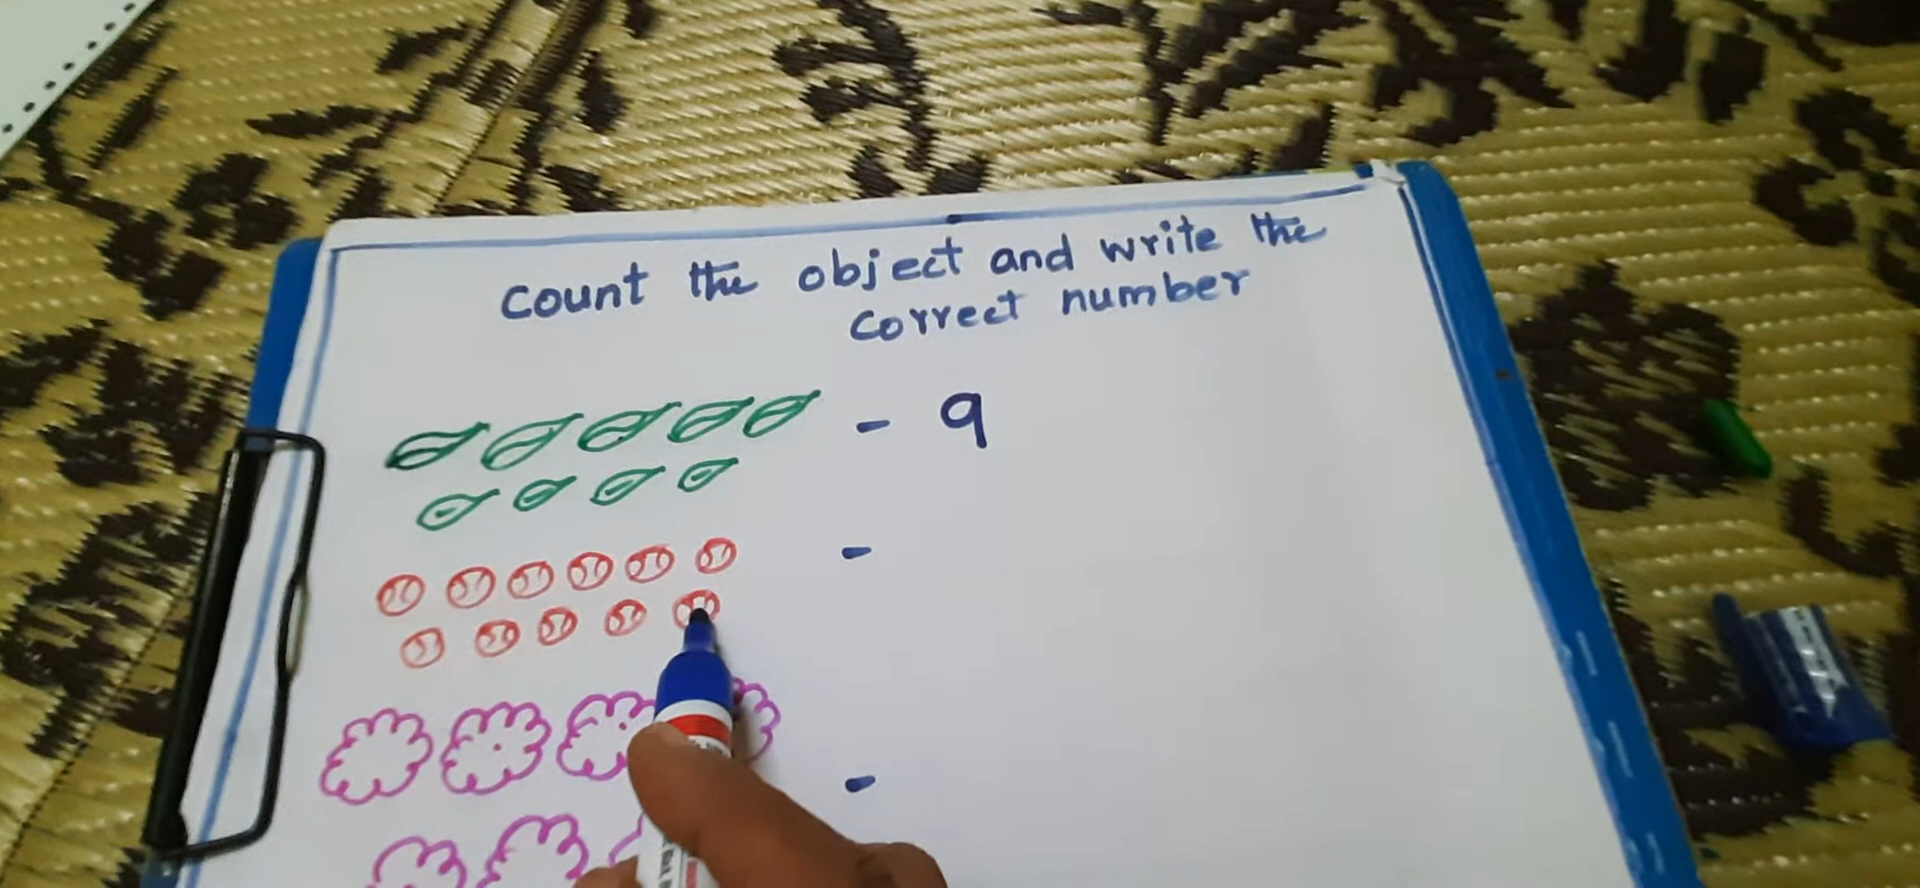 Count the object and write the
Correct number
- 9
-
-